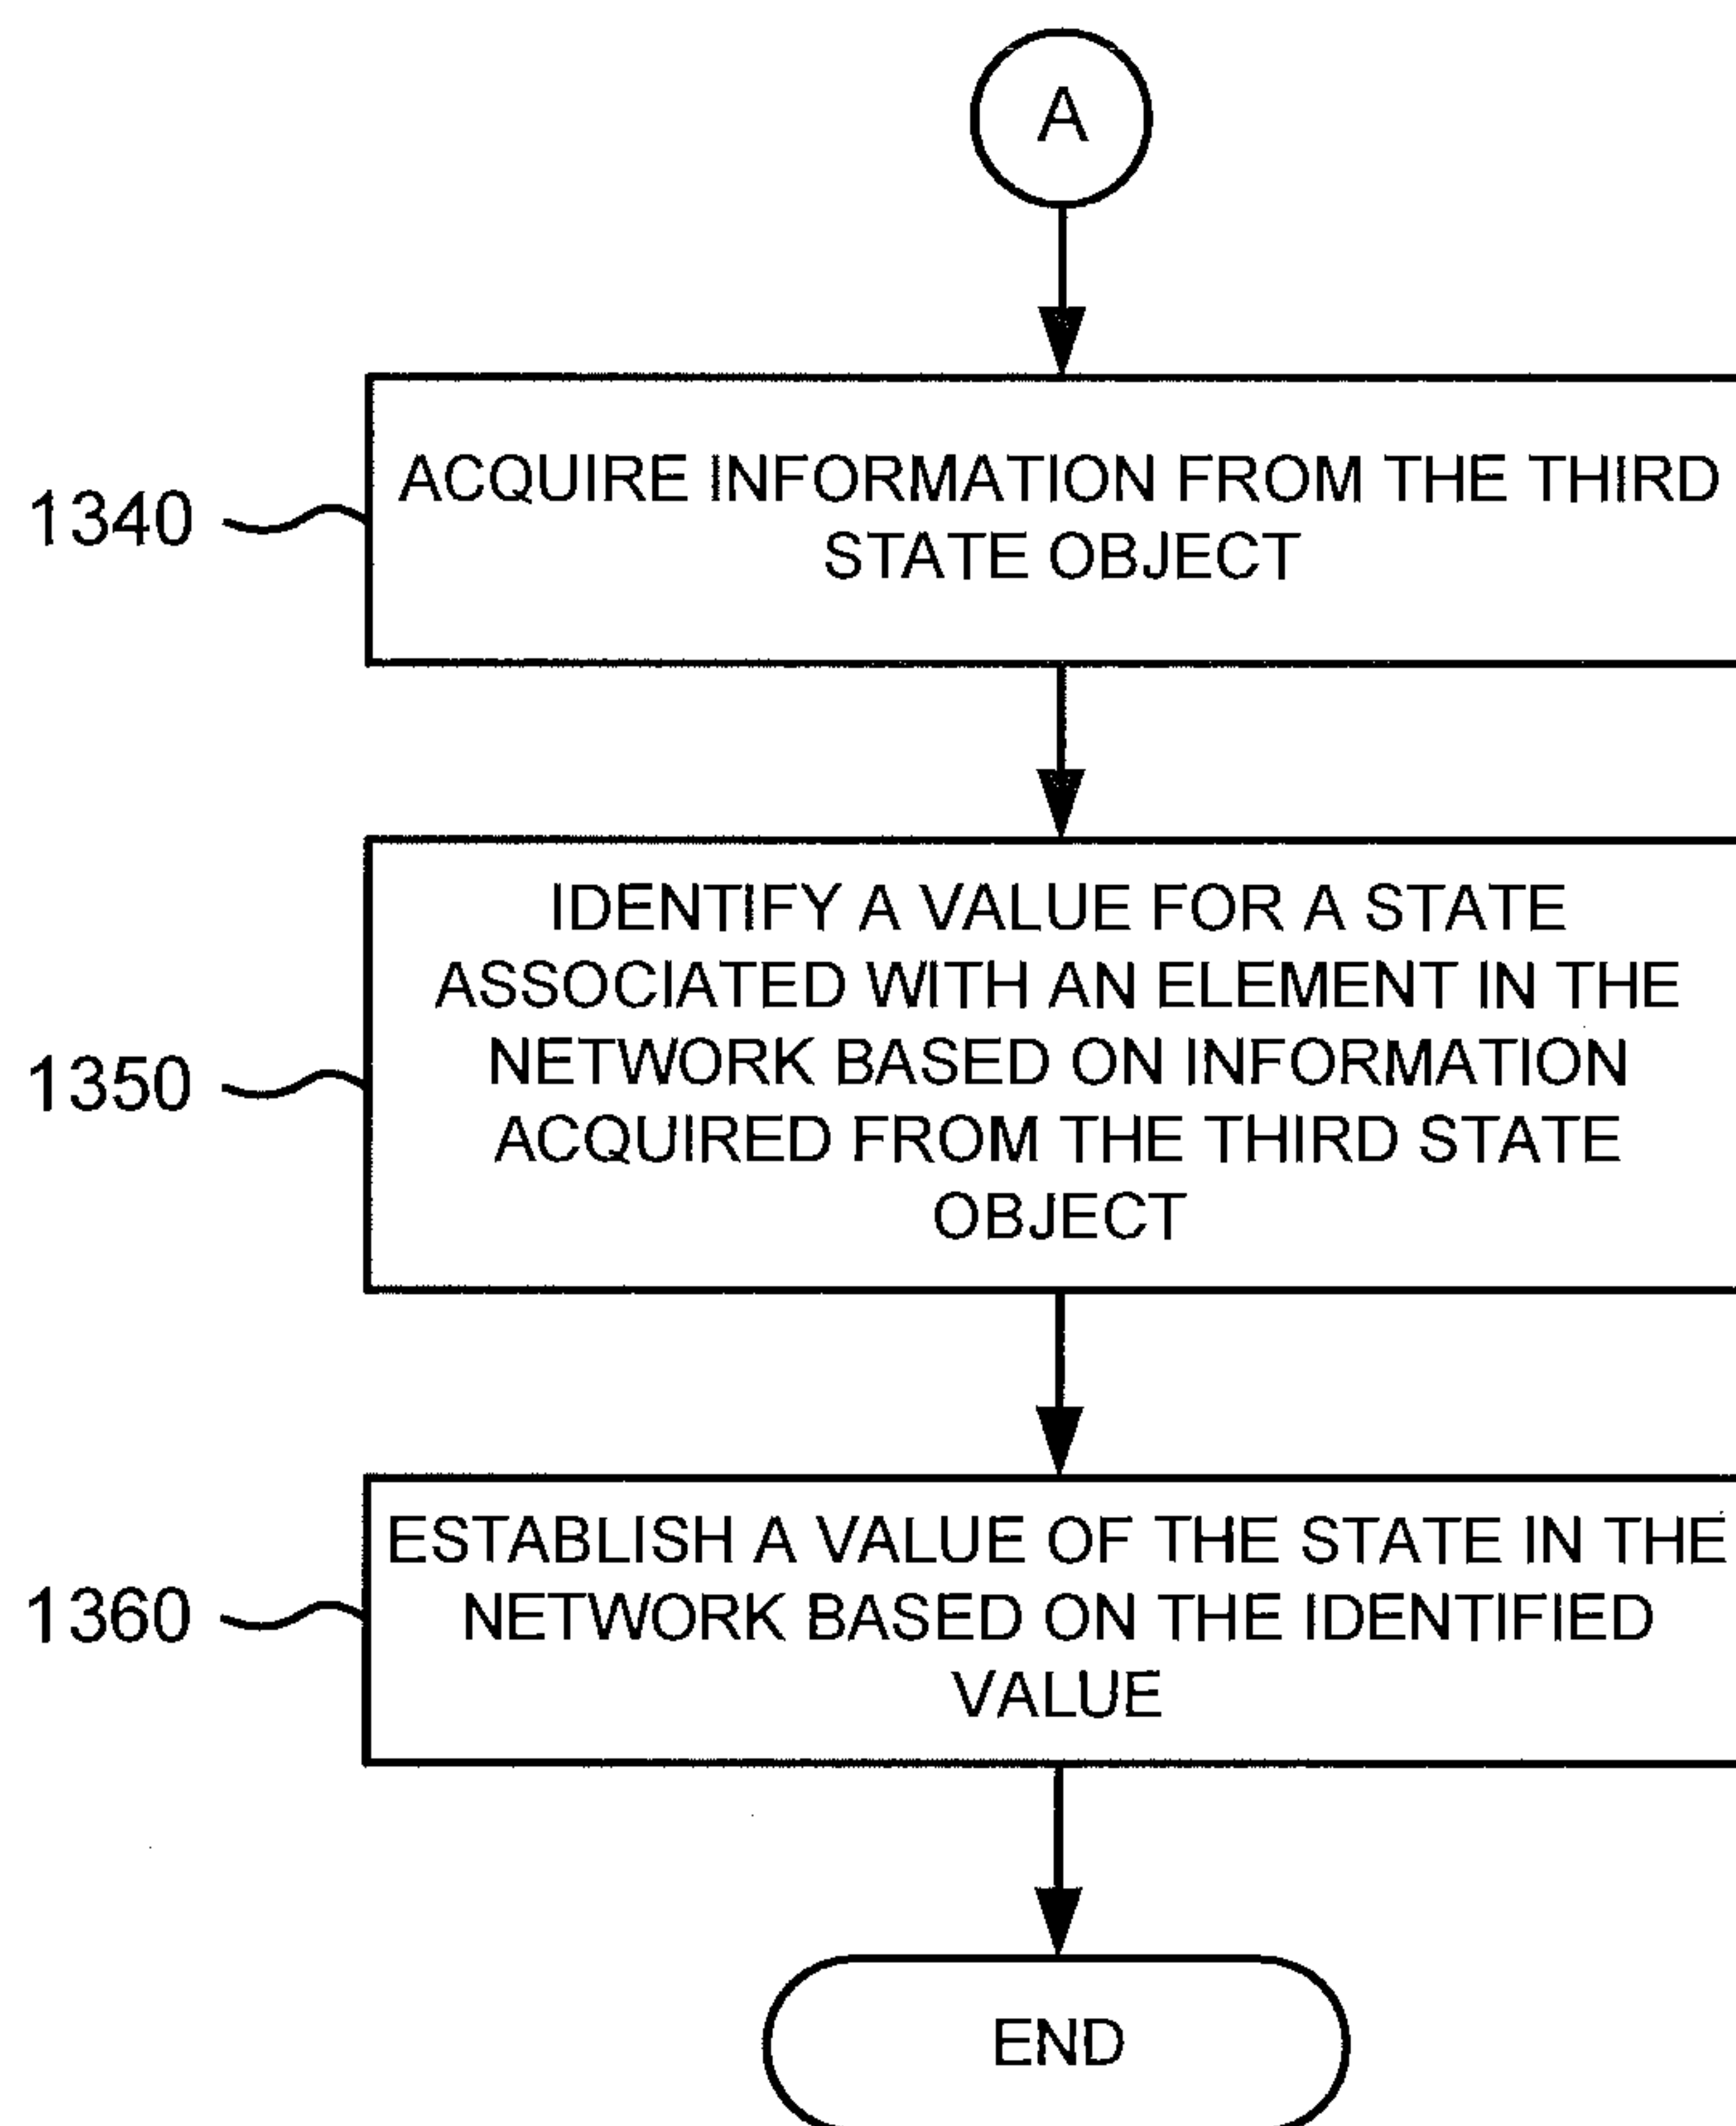 A
1340
ACQUIRE INFORMATION FROM THE THIRD
STATE OBJECT
1350
IDENTIFY A VALUE FOR A STATE
ASSOCIATED WITH AN ELEMENT IN THE
NETWORK BASED ON INFORMATION
ACQUIRED FROM THE THIRD STATE
OBJECT
1360
ESTABLISH A VALUE OF THE STATE IN THE
NETWORK BASED ON THE IDENTIFIED
VALUE
END